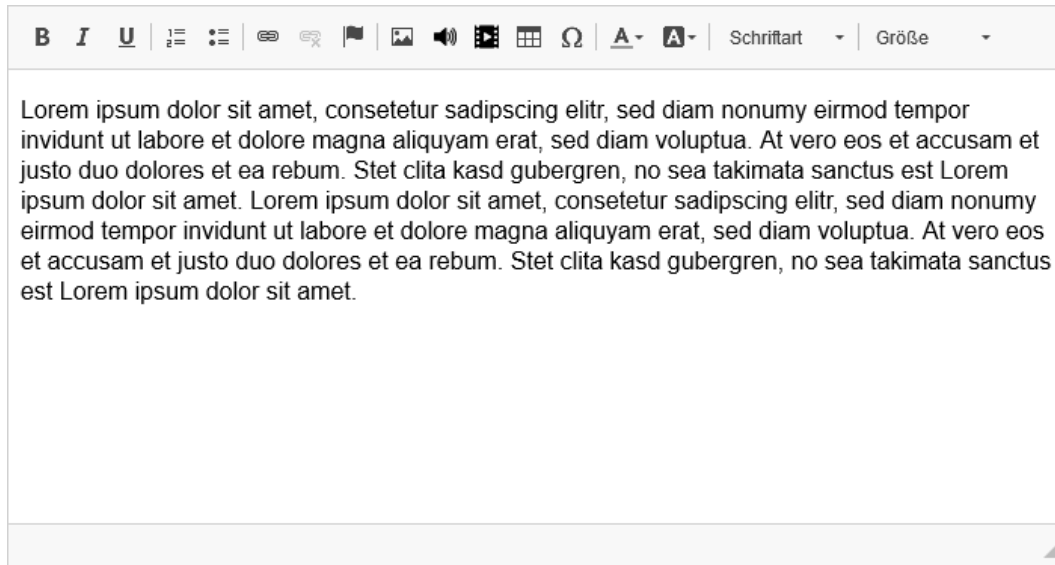 B I U Ω A A Schriftart Größe
Lorem ipsum dolor sit amet, consetetur sadipscing elitr, sed diam nonumy eirmod tempor
invidunt ut labore et dolore magna aliquyam erat, sed diam voluptua. At vero eos et accusam et
justo duo dolores et ea rebum. Stet clita kasd gubergren, no sea takimata sanctus est Lorem
ipsum dolor sit amet. Lorem ipsum dolor sit amet, consetetur sadipscing elitr, sed diam nonumy
eirmod tempor invidunt ut labore et dolore magna aliquyam erat, sed diam voluptua. At vero eos
et accusam et justo duo dolores et ea rebum. Stet clita kasd gubergren, no sea takimata sanctus
est Lorem ipsum dolor sit amet.